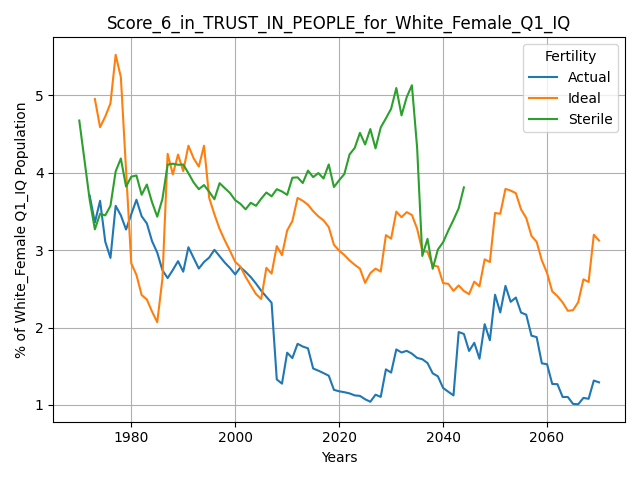 Score_6_in_TRUST_IN_PEOPLE_for_White_Female_Q1_IQ
% of White_Female Q1_IQ Population
5
4
3
2
1
Fertility
Actual
Ideal
Sterile
1980
2000
2020
2040
2060
Years